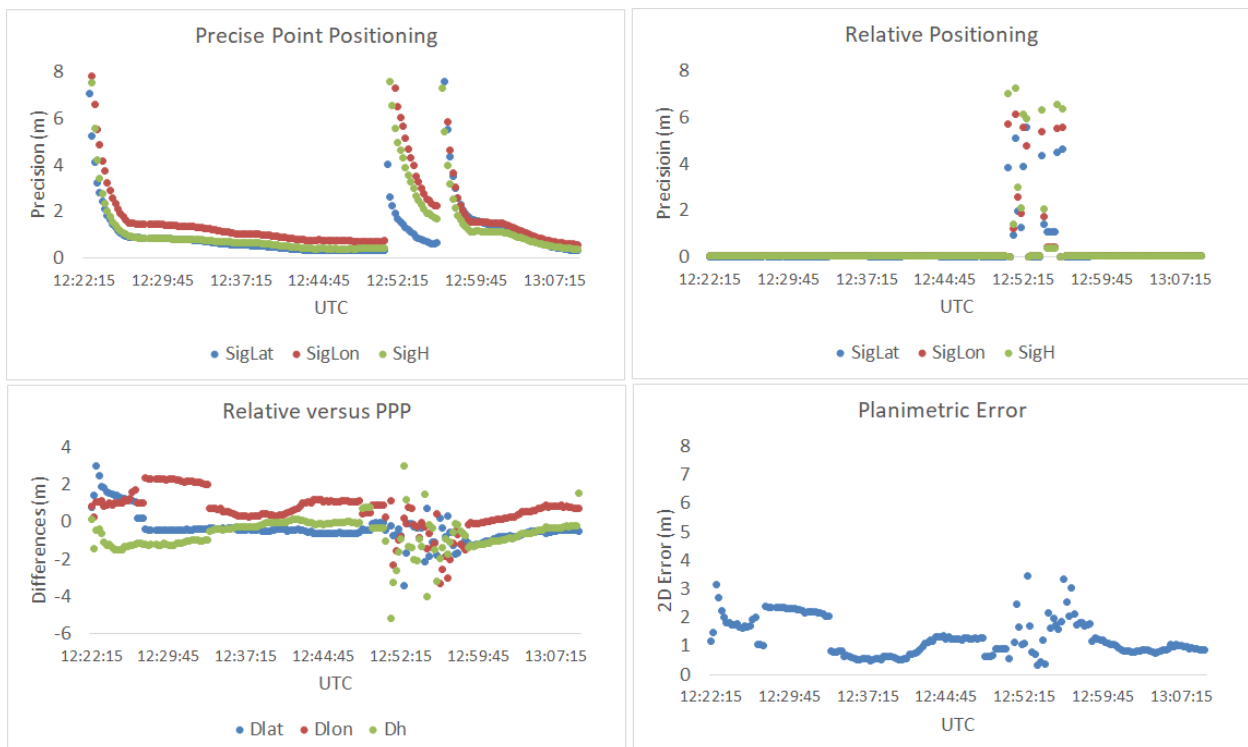 Precise Point Positioning
8
6
4
2
0
Precision (m)
12:22:15 12:29:45 12:37:15 12:44:45 12:52:15 12:59:45 13:07:15
UTC
SigLat SigLon SigH
Relative Positioning
8
6
4
2
0
Precisioin (m)
12:22:15 12:29:45 12:37:15 12:44:45 12:52:15 12:59:45 13:07:15
UTC
SigLat SigLon SigH
Relative versus PPP
4
2
0
-2
-4
-6
Differences (m)
12:22:15 12:29:45 12:37:15 12:44:45 12:52:15 12:59:45 13:07:15
UTC
Dlat Dlon Dh
Planimetric Error
8
7
6
5
4
3
2
1
0
2D Error (m)
12:22:15 12:29:45 12:37:15 12:44:45 12:52:15 12:59:45 13:07:15
UTC